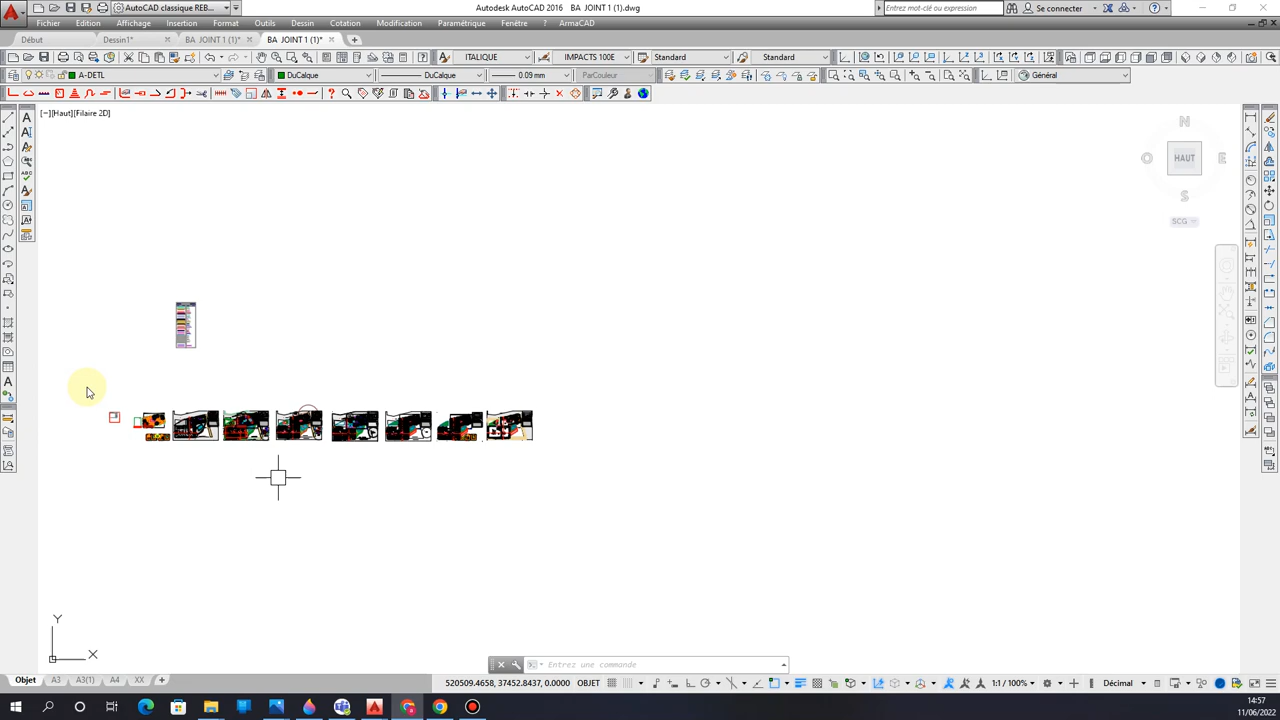 AutoCAD classique REB...
Autodesk AutoCAD 2016 BA JOINT 1 (1).dwg
Entrez mot-clé ou expression
Se connecter
Fichier Edition Affichage Insertion Format Outils Dessin Cotation Modification Paramétrique Fenêtre ? ArmaCAD
Début Dessin1* BA JOINT 1 (1)* BA JOINT 1 (1)*
ITALIQUE IMPACTS 100E Standard Standard
A-DETL DuCalque DuCalque 0.09 mm ParCouleur Général
[−][Haut][Filaire 2D]
N
O HAUT E
S
SCG
Y
X
Entrez une commande
Objet A3 A3(1) A4 XX
520509.4658, 37452.8437, 0.0000 OBJET 1:1 / 100% Décimal
14:57
11/06/2022